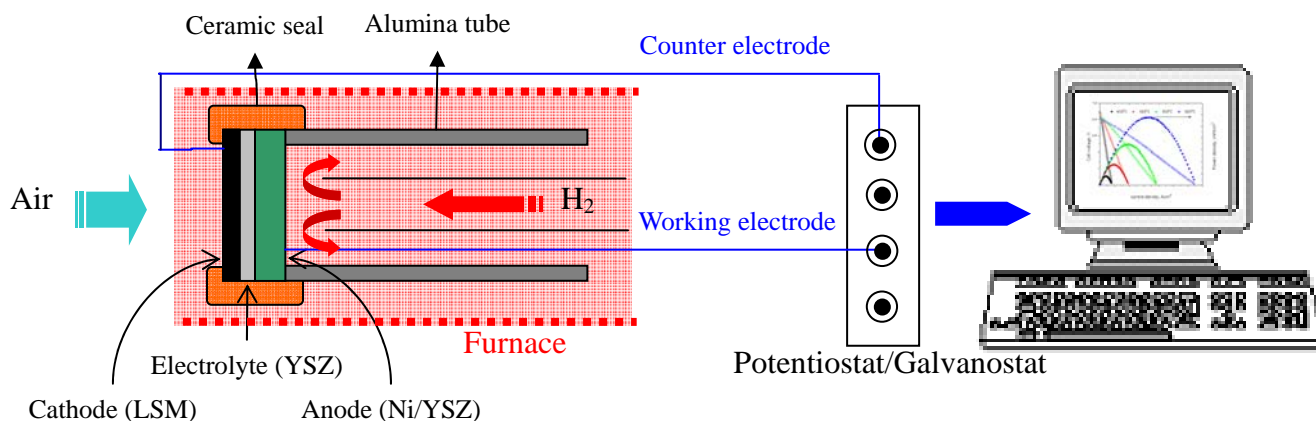 Ceramic seal
Alumina tube
Counter electrode
Air
H2
Working electrode
Furnace
Electrolyte (YSZ)
Potentiostat/Galvanostat
Cathode (LSM)
Anode (Ni/YSZ)